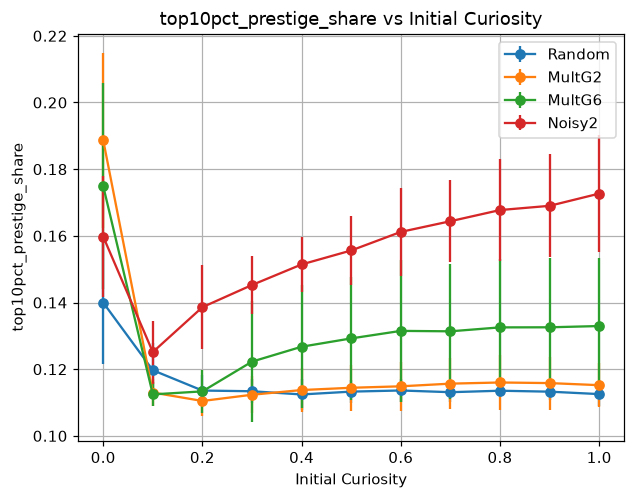 top10pct_prestige_share vs Initial Curiosity
0.22
0.20
0.18
0.16
0.14
0.12
0.10
top10pct_prestige_share
Random
MultG2
MultG6
Noisy2
0.0 0.2 0.4 0.6 0.8 1.0
Initial Curiosity